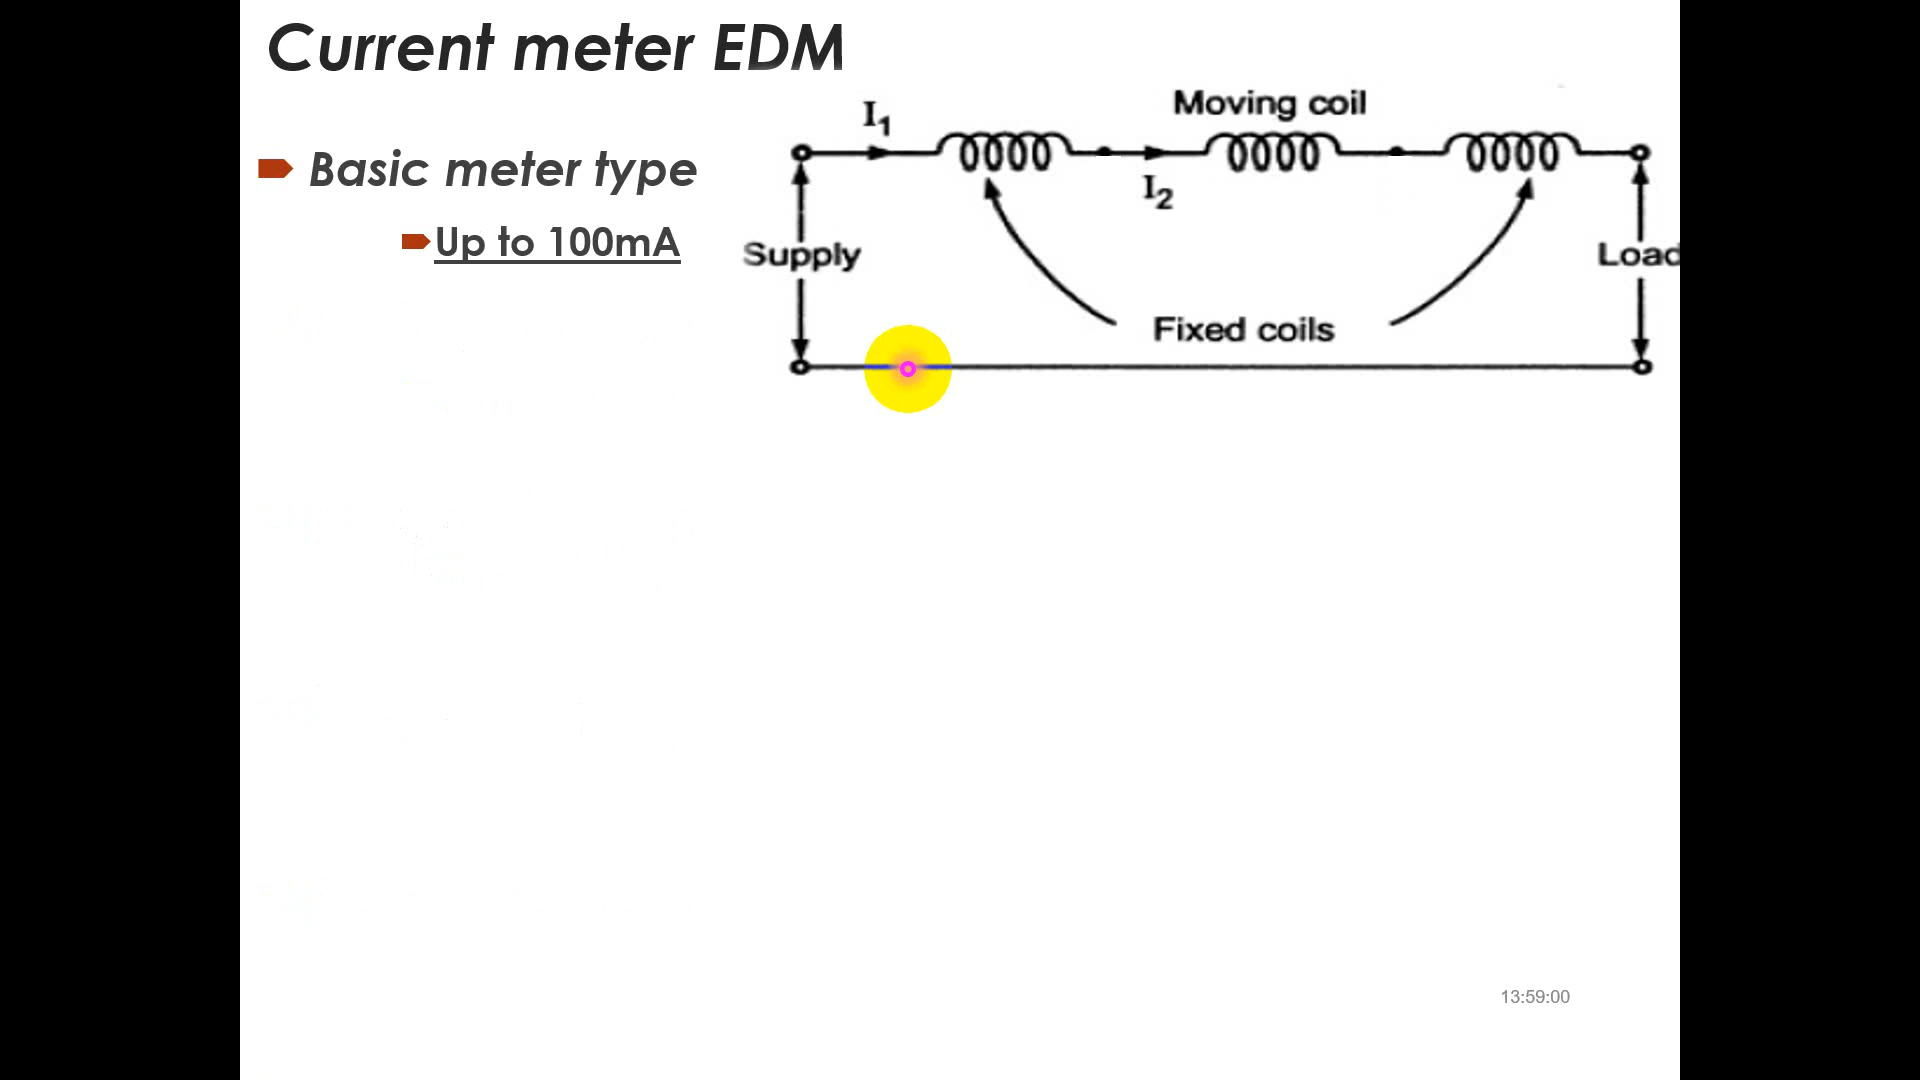 Current meter EDM
Basic meter type
Up to 100mA
I1
Moving coil
I2
Supply
Load
Fixed coils
13:59:00